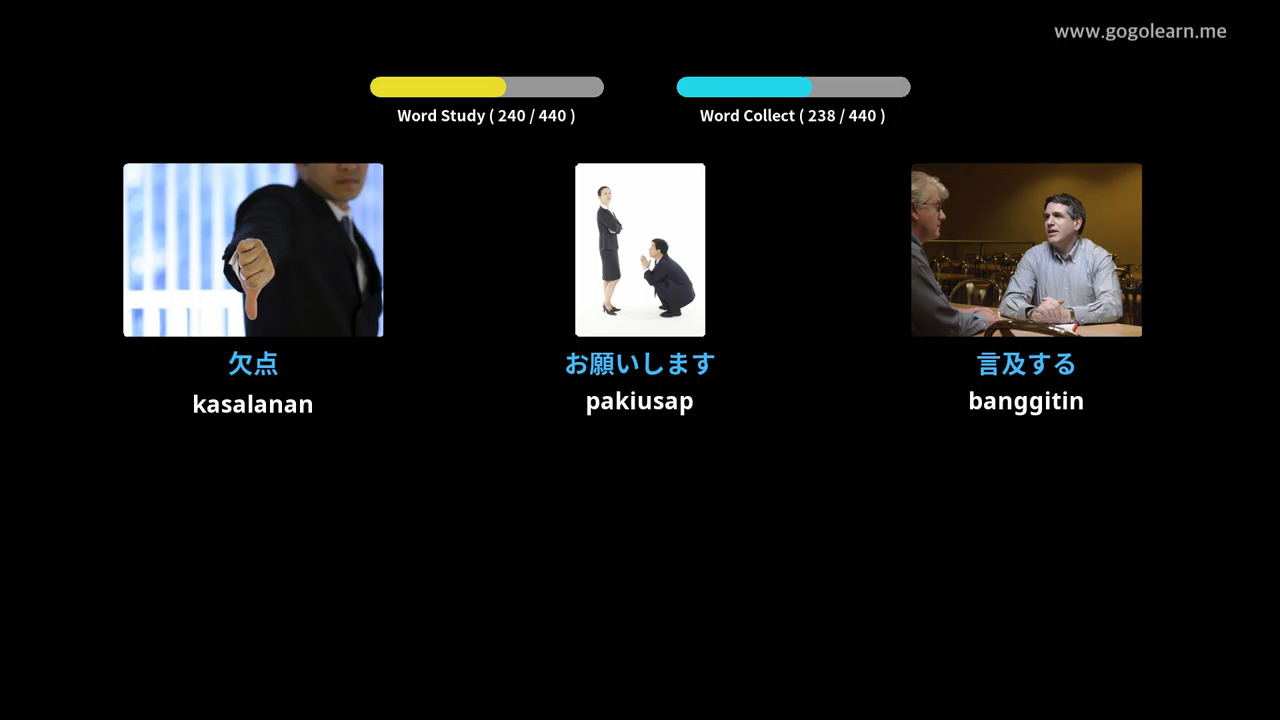 www.gogolearn.me
Word Study ( 240 / 440 )
Word Collect ( 238 / 440 )
欠点
kasalanan
お願いします
pakiusap
言及する
banggitin